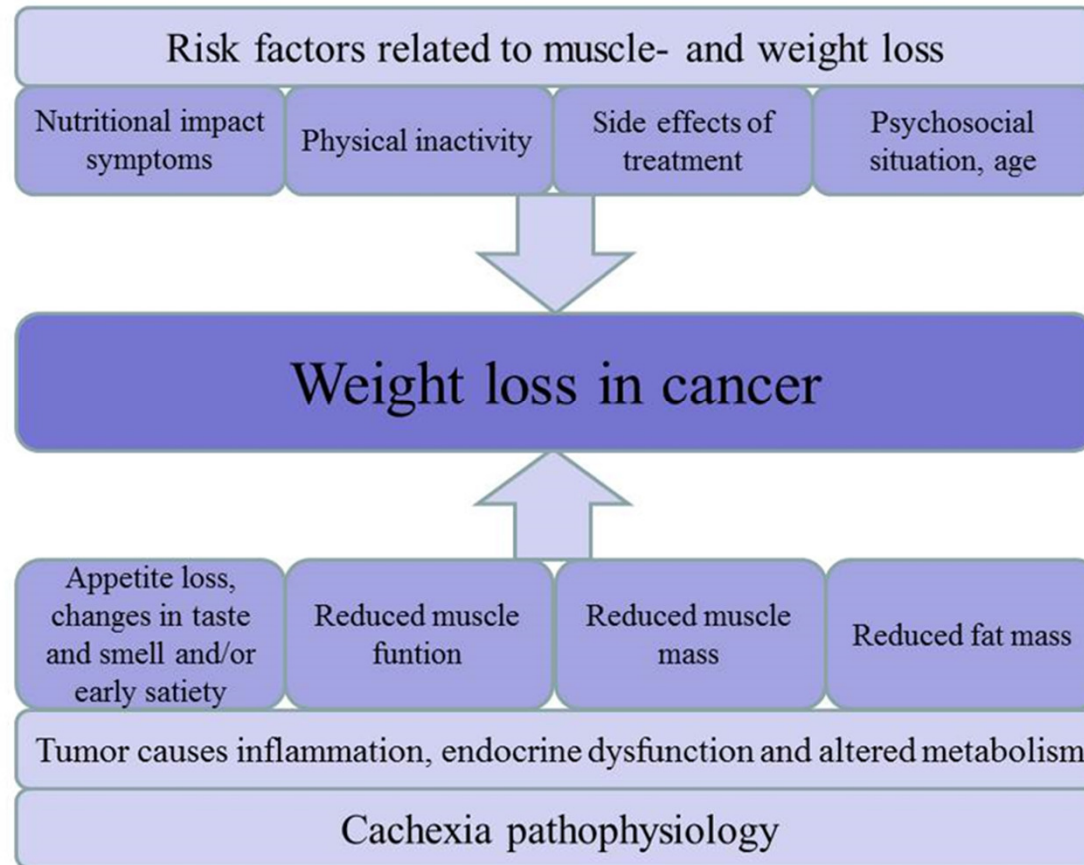 Risk factors related to muscle- and weight loss
Nutritional impact
symptoms
Physical inactivity
Side effects of
treatment
Psychosocial
situation, age
Weight loss in cancer
Appetite loss,
changes in taste
and smell and/or
early satiety
Reduced muscle
funtion
Reduced muscle
mass
Reduced fat mass
Tumor causes inflammation, endocrine dysfunction and altered metabolism
Cachexia pathophysiology